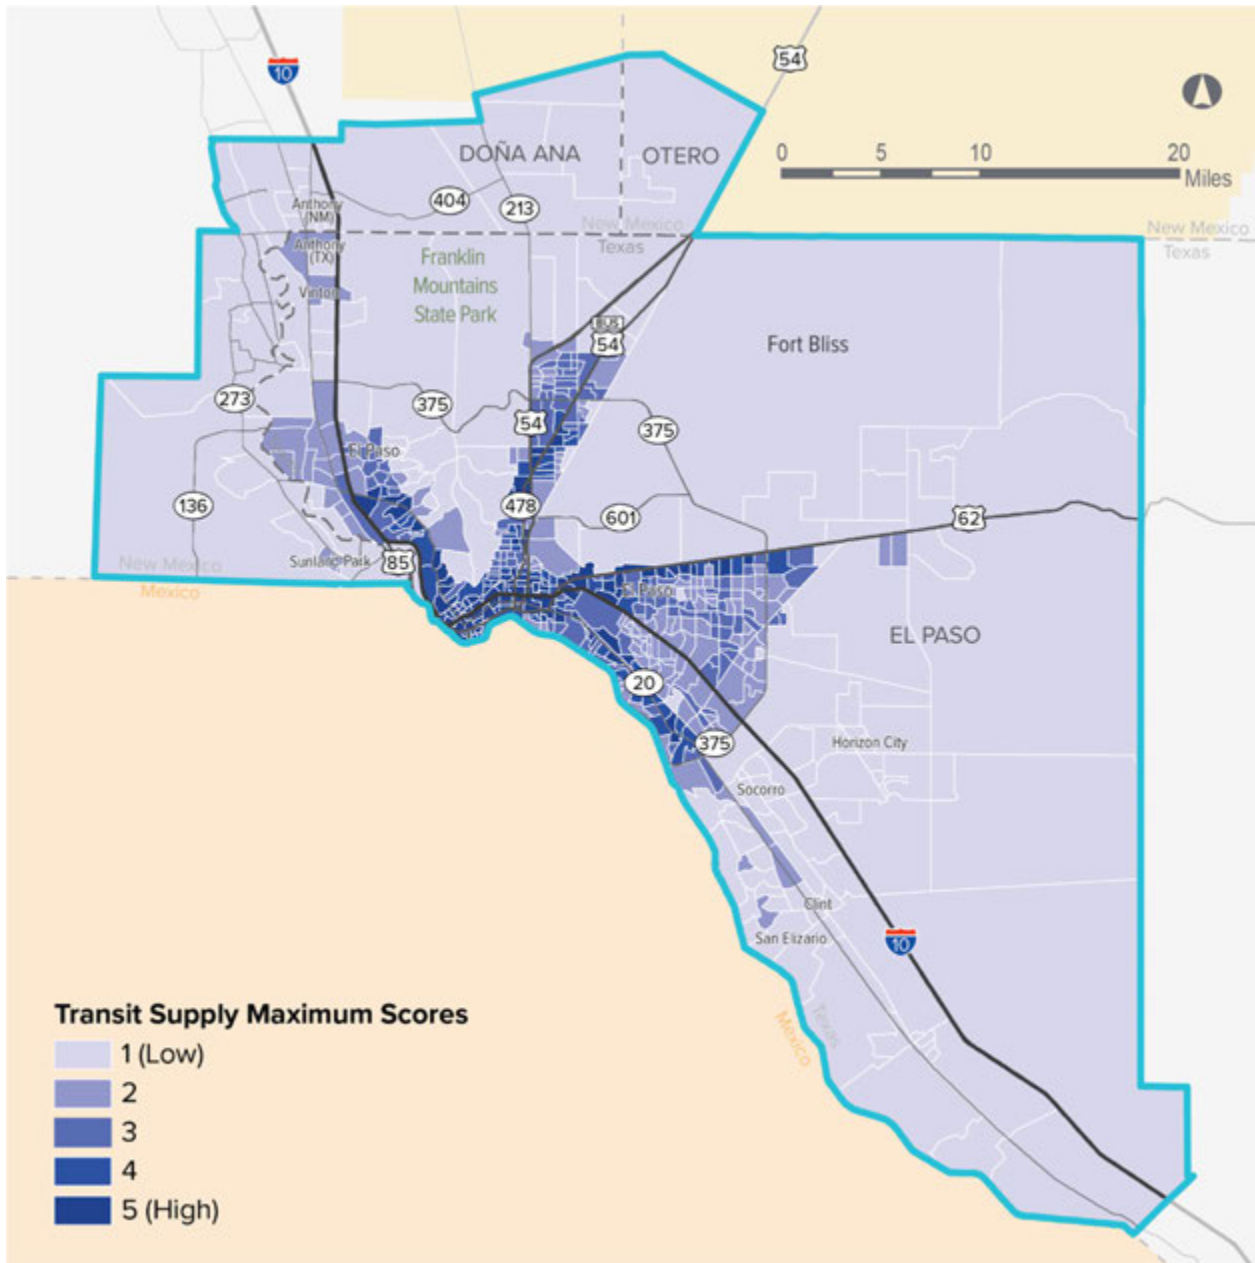 54
10
0 5 10 20
Miles
DOÑA ANA
OTERO
404
213
Anthony
(NM)
New Mexico
Texas
New Mexico
Texas
Anthony
(TX)
Franklin
Mountains
State Park
Vinton
BUS
54
Fort Bliss
273
375
54
375
El Paso
136
478
601
62
New Mexico
Mexico
Sunland Park
85
El Paso
EL PASO
20
375
Horizon City
Socorro
Clint
San Elizario
10
Texas
Mexico
Transit Supply Maximum Scores
1 (Low)
2
3
4
5 (High)